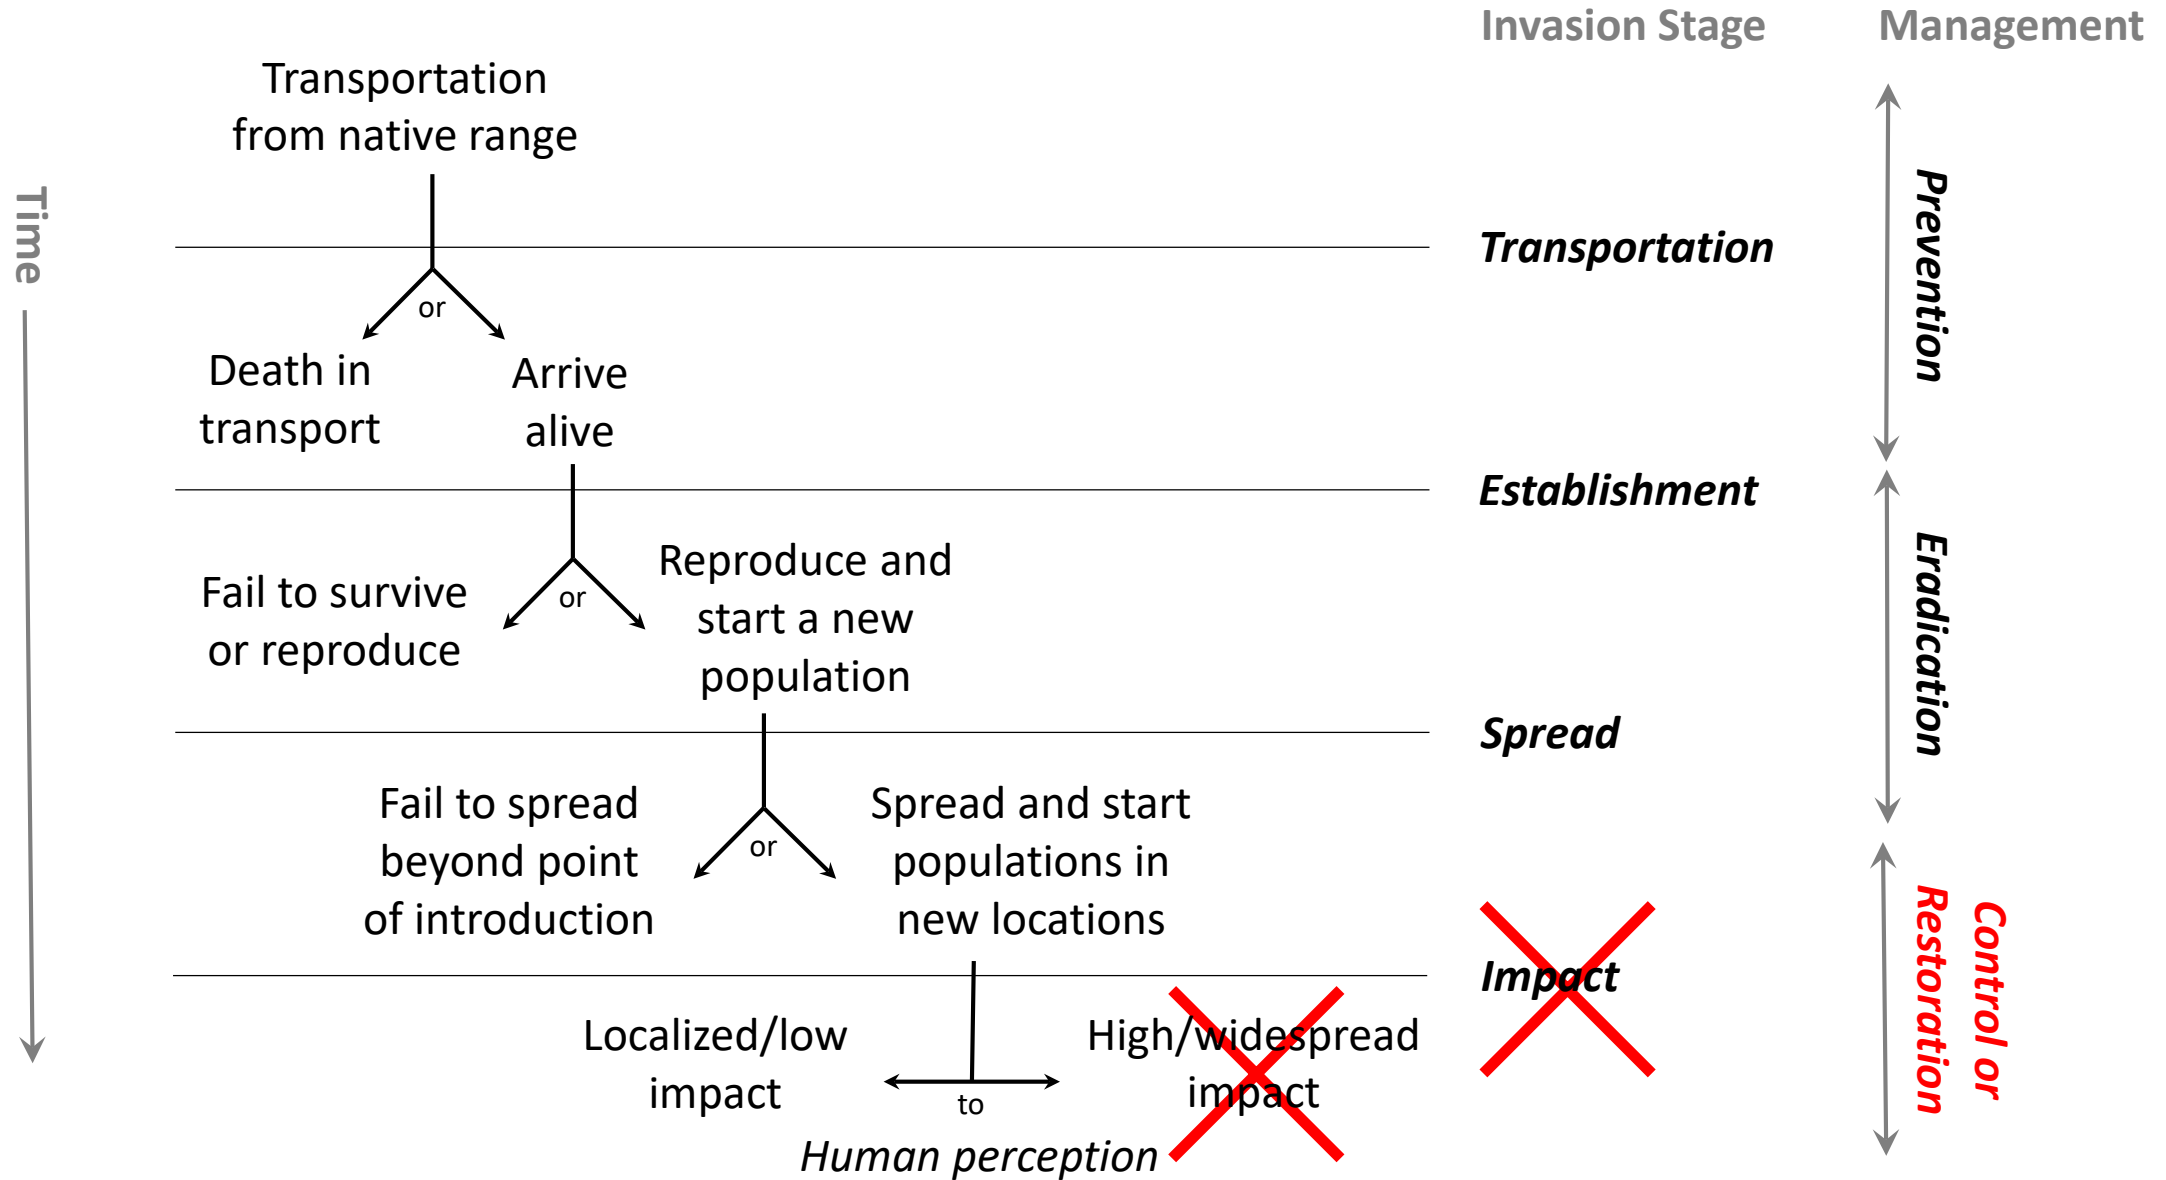 Invasion Stage
Management
Time
Transportation
from native range
Transportation
Prevention
or
Death in
transport
Arrive
alive
Establishment
Eradication
Fail to survive
or reproduce
or
Reproduce and
start a new
population
Spread
Fail to spread
beyond point
of introduction
or
Spread and start
populations in
new locations
Impact
Control or
Restoration
Localized/low
impact
to
High/widespread
impact
Human perception